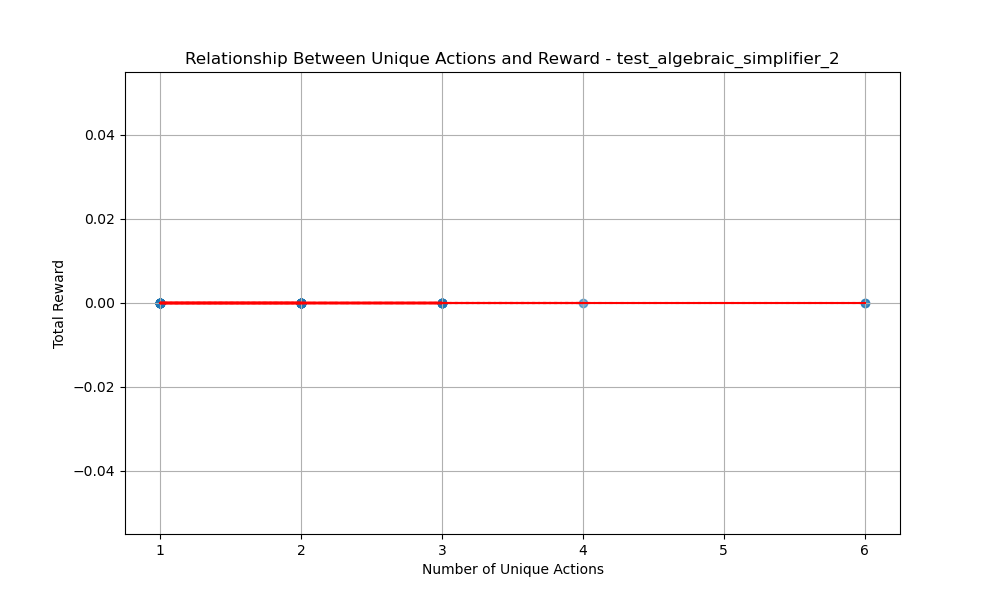 Relationship Between Unique Actions and Reward - test_algebraic_simplifier_2
0.04
0.02
0.00
−0.02
−0.04
Total Reward
1 2 3 4 5 6
Number of Unique Actions